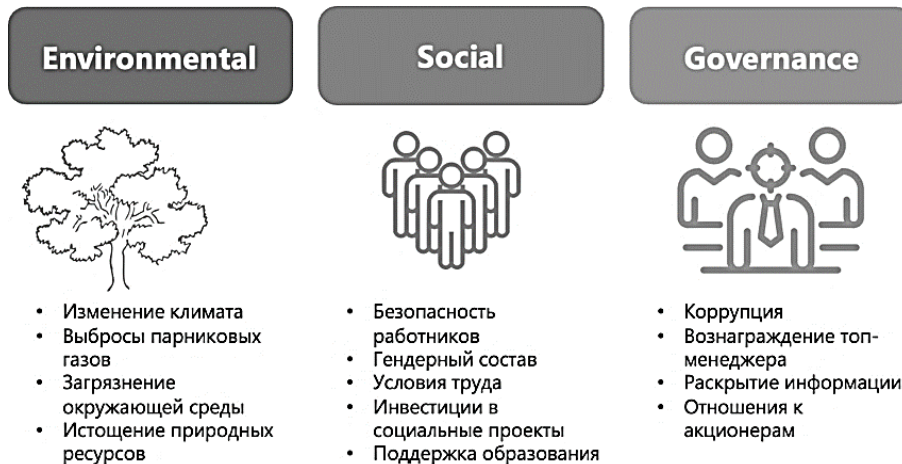 Environmental
• Изменение климата
• Выбросы парниковых
газов
• Загрязнение
окружающей среды
• Истощение природных
ресурсов
Social
• Безопасность
работников
• Гендерный состав
• Условия труда
• Инвестиции в
социальные проекты
• Поддержка образования
Governance
• Коррупция
• Вознаграждение топ-
менеджера
• Раскрытие информации
• Отношения к
акционерам